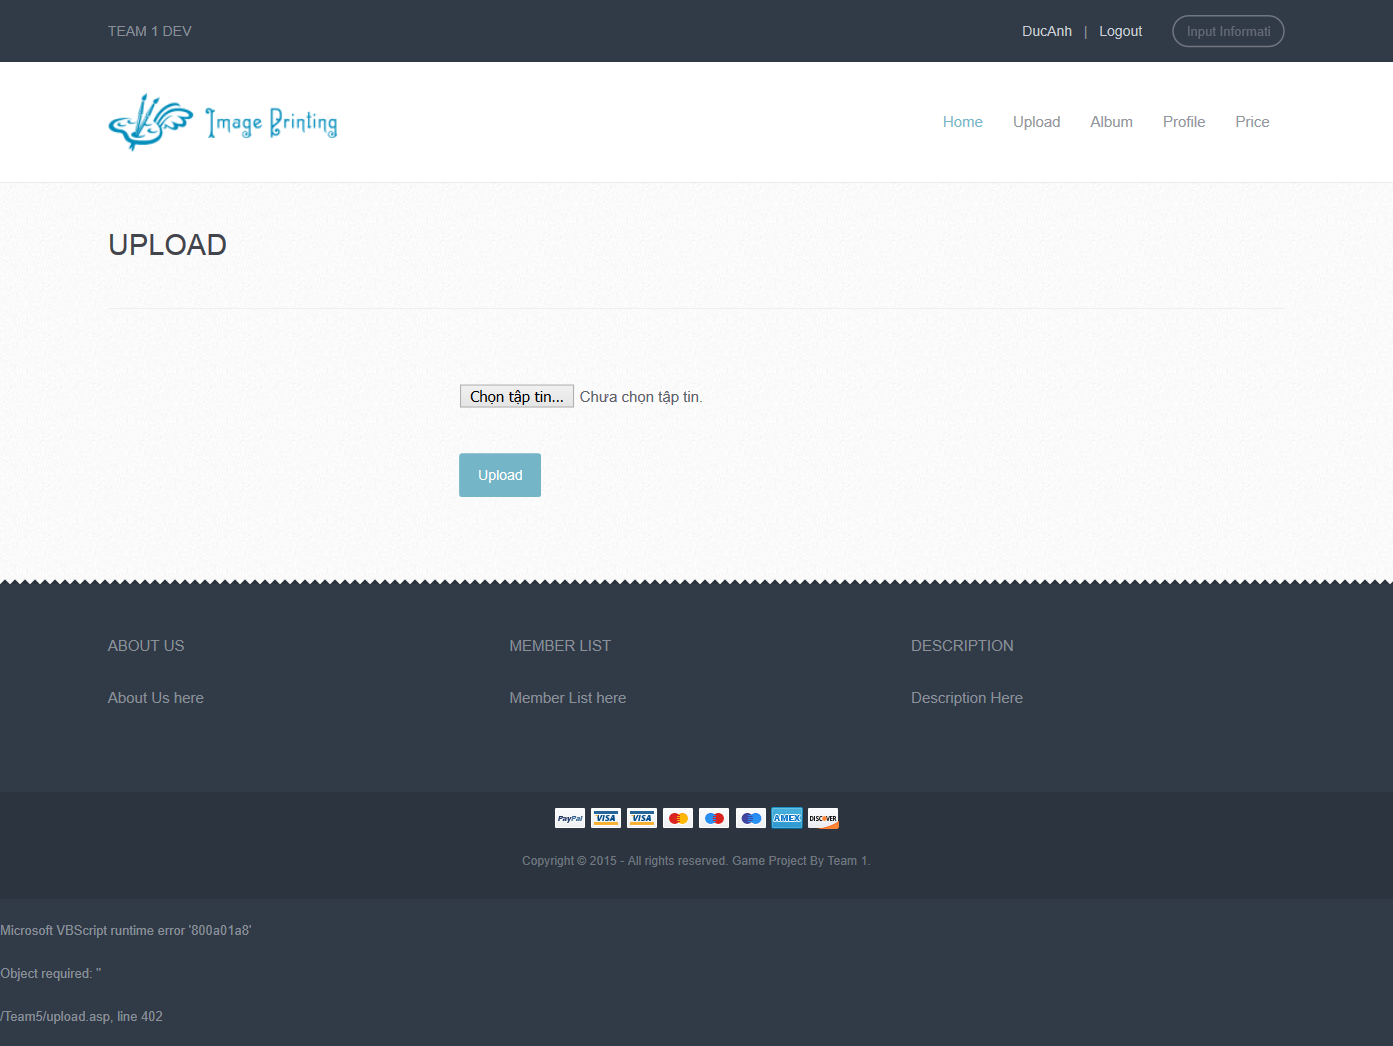 TEAM 1 DEV
DucAnh | Logout
Input Informati
Image Printing
Home Upload Album Profile Price
UPLOAD
Chọn tập tin... Chưa chọn tập tin.
Upload
ABOUT US MEMBER LIST DESCRIPTION
About Us here Member List here Description Here
PayPal VISA VISA AMEX DISCOVER
Copyright © 2015 - All rights reserved. Game Project By Team 1.
Microsoft VBScript runtime error '800a01a8'
Object required: ''
/Team5/upload.asp, line 402